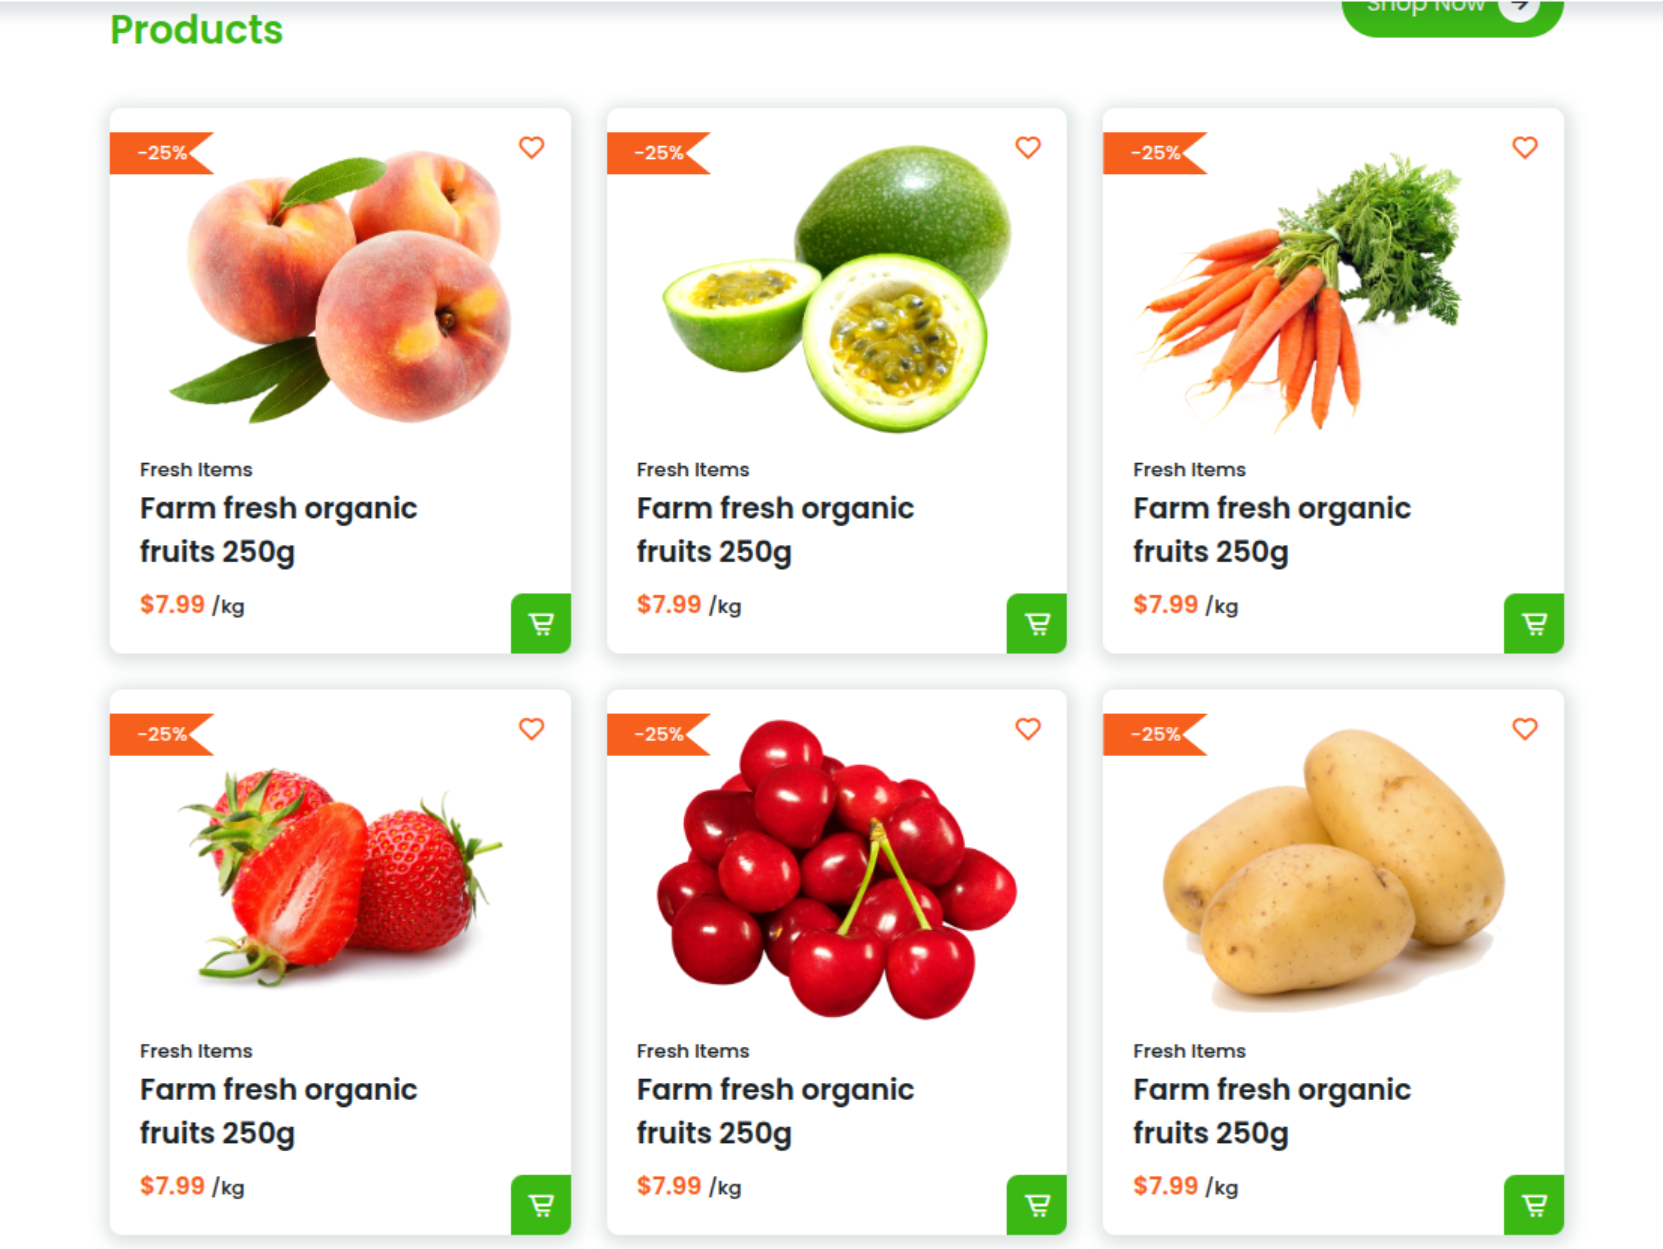 Products
Shop Now
-25%
-25%
-25%
Fresh Items
Farm fresh organic
fruits 250g
$7.99 /kg
Fresh Items
Farm fresh organic
fruits 250g
$7.99 /kg
Fresh Items
Farm fresh organic
fruits 250g
$7.99 /kg
-25%
-25%
-25%
Fresh Items
Farm fresh organic
fruits 250g
$7.99 /kg
Fresh Items
Farm fresh organic
fruits 250g
$7.99 /kg
Fresh Items
Farm fresh organic
fruits 250g
$7.99 /kg